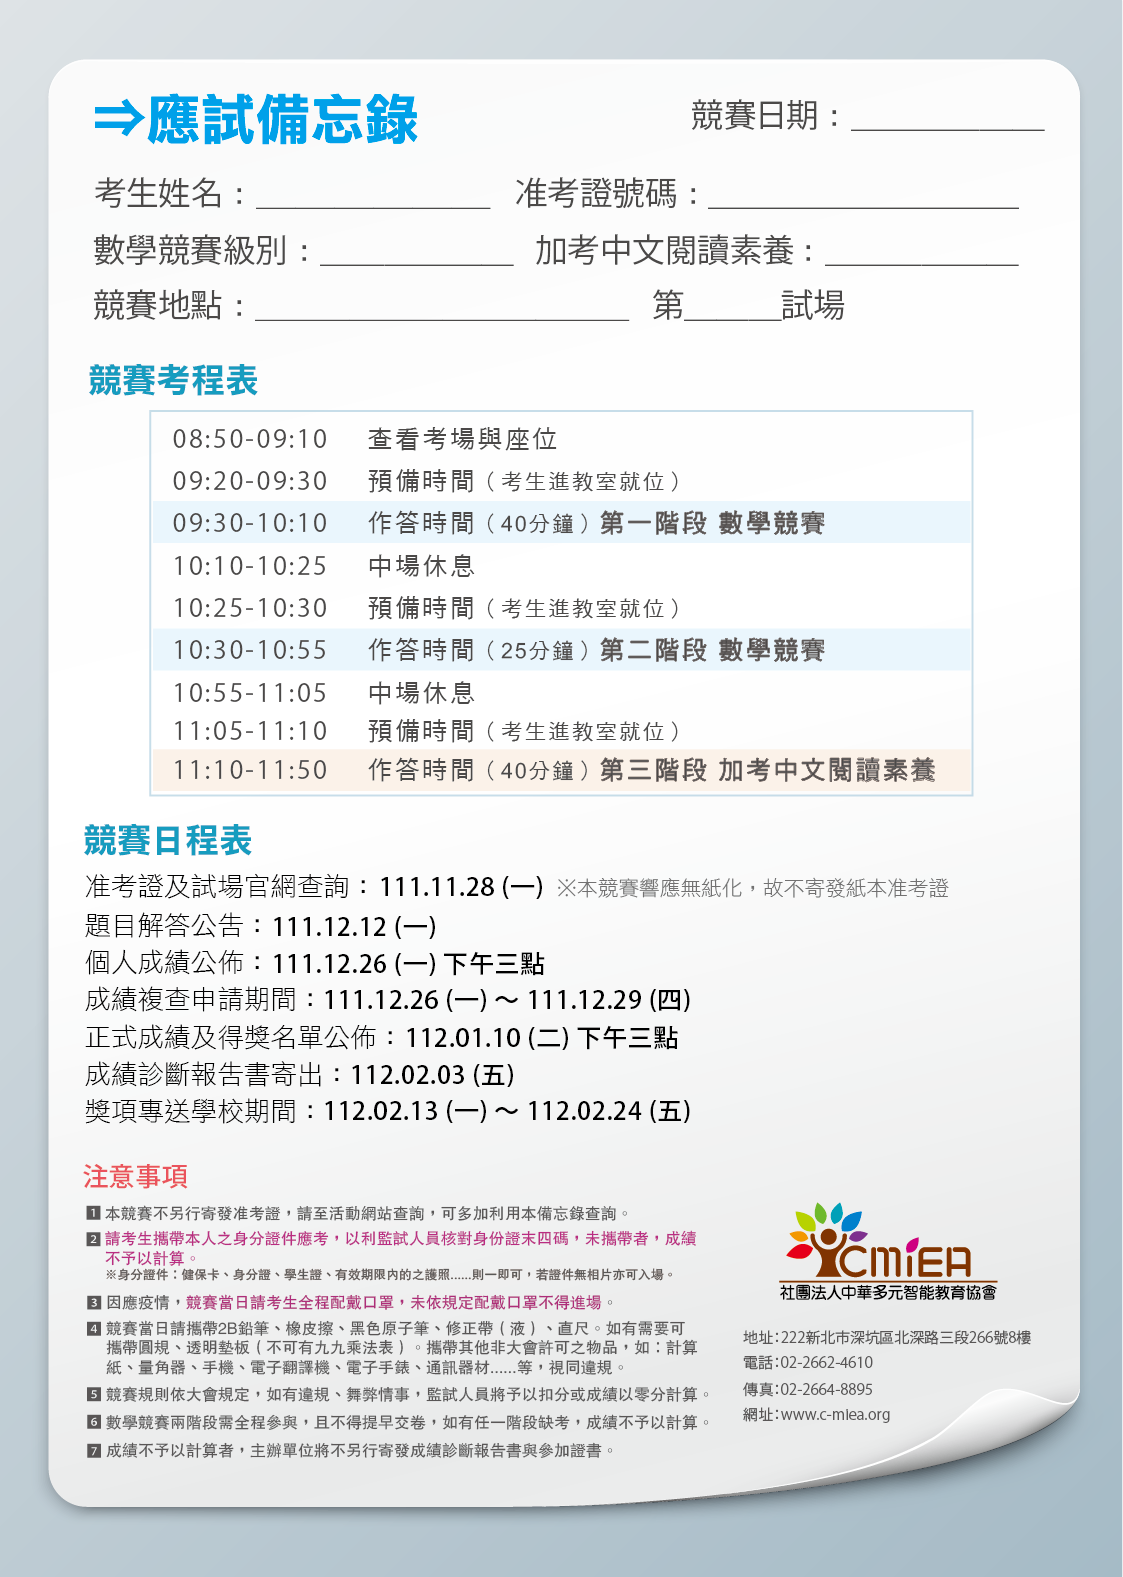 ⇒應試備忘錄
競賽日期：____________
考生姓名：______________ 准考證號碼：___________________
數學競賽級別：____________ 加考中文閱讀素養：____________
競賽地點：_______________________ 第______試場
競賽考程表
08:50-09:10 查看考場與座位
09:20-09:30 預備時間（考生進教室就位）
09:30-10:10 作答時間（40分鐘）第一階段 數學競賽
10:10-10:25 中場休息
10:25-10:30 預備時間（考生進教室就位）
10:30-10:55 作答時間（25分鐘）第二階段 數學競賽
10:55-11:05 中場休息
11:05-11:10 預備時間（考生進教室就位）
11:10-11:50 作答時間（40分鐘）第三階段 加考中文閱讀素養
競賽日程表
准考證及試場官網查詢：111.11.28 (一) ※本競賽響應無紙化，故不寄發紙本准考證
題目解答公告：111.12.12 (一)
個人成績公佈：111.12.26 (一) 下午三點
成績複查申請期間：111.12.26 (一) ～ 111.12.29 (四)
正式成績及得獎名單公佈：112.01.10 (二) 下午三點
成績診斷報告書寄出：112.02.03 (五)
獎項專送學校期間：112.02.13 (一) ～ 112.02.24 (五)
注意事項
1 本競賽不另行寄發准考證，請至活動網站查詢，可多加利用本備忘錄查詢。
2 請考生攜帶本人之身分證件應考，以利監試人員核對身份證末四碼，未攜帶者，成績
不予以計算。
※身分證件：健保卡、身分證、學生證、有效期限內的之護照......則一即可，若證件無相片亦可入場。
3 因應疫情，競賽當日請考生全程配戴口罩，未依規定配戴口罩不得進場。
4 競賽當日請攜帶2B鉛筆、橡皮擦、黑色原子筆、修正帶（液）、直尺。如有需要可
攜帶圓規、透明墊板（不可有九九乘法表）。攜帶其他非大會許可之物品，如：計算
紙、量角器、手機、電子翻譯機、電子手錶、通訊器材......等，視同違規。
5 競賽規則依大會規定，如有違規、舞弊情事，監試人員將予以扣分或成績以零分計算。
6 數學競賽兩階段需全程參與，且不得提早交卷，如有任一階段缺考，成績不予以計算。
7 成績不予以計算者，主辦單位將不另行寄發成績診斷報告書與參加證書。
CMIEA
社團法人中華多元智能教育協會
地址:222新北市深坑區北深路三段266號8樓
電話:02-2662-4610
傳真:02-2664-8895
網址:www.c-mIea.org